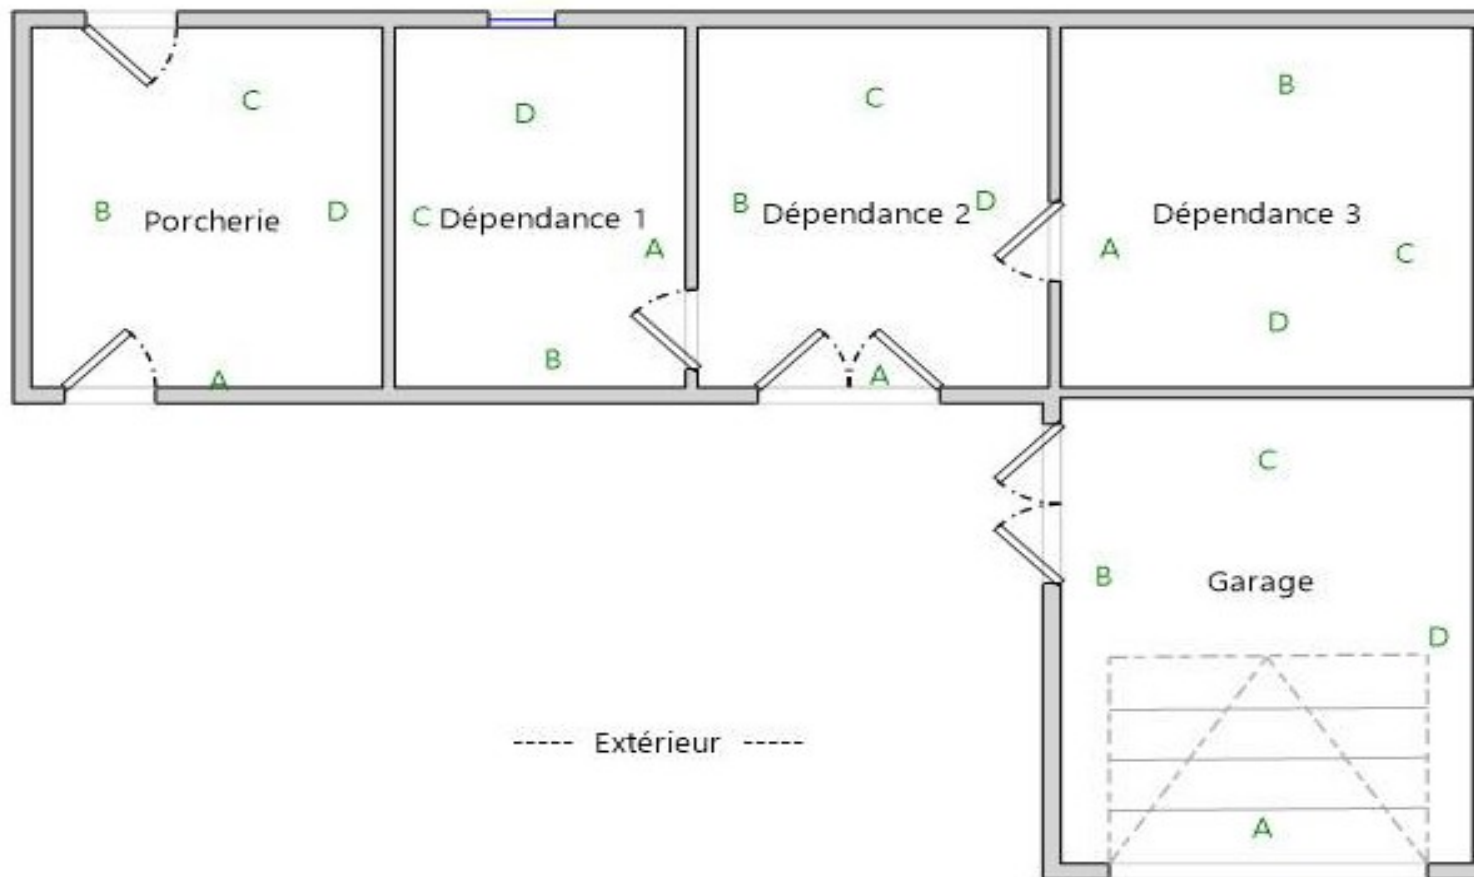 B
C
C
D
B Porcherie D
C Dépendance 1
B Dépendance 2 D
Dépendance 3
A
A
C
D
B
A
A
C
B
Garage
D
----- Extérieur -----
A